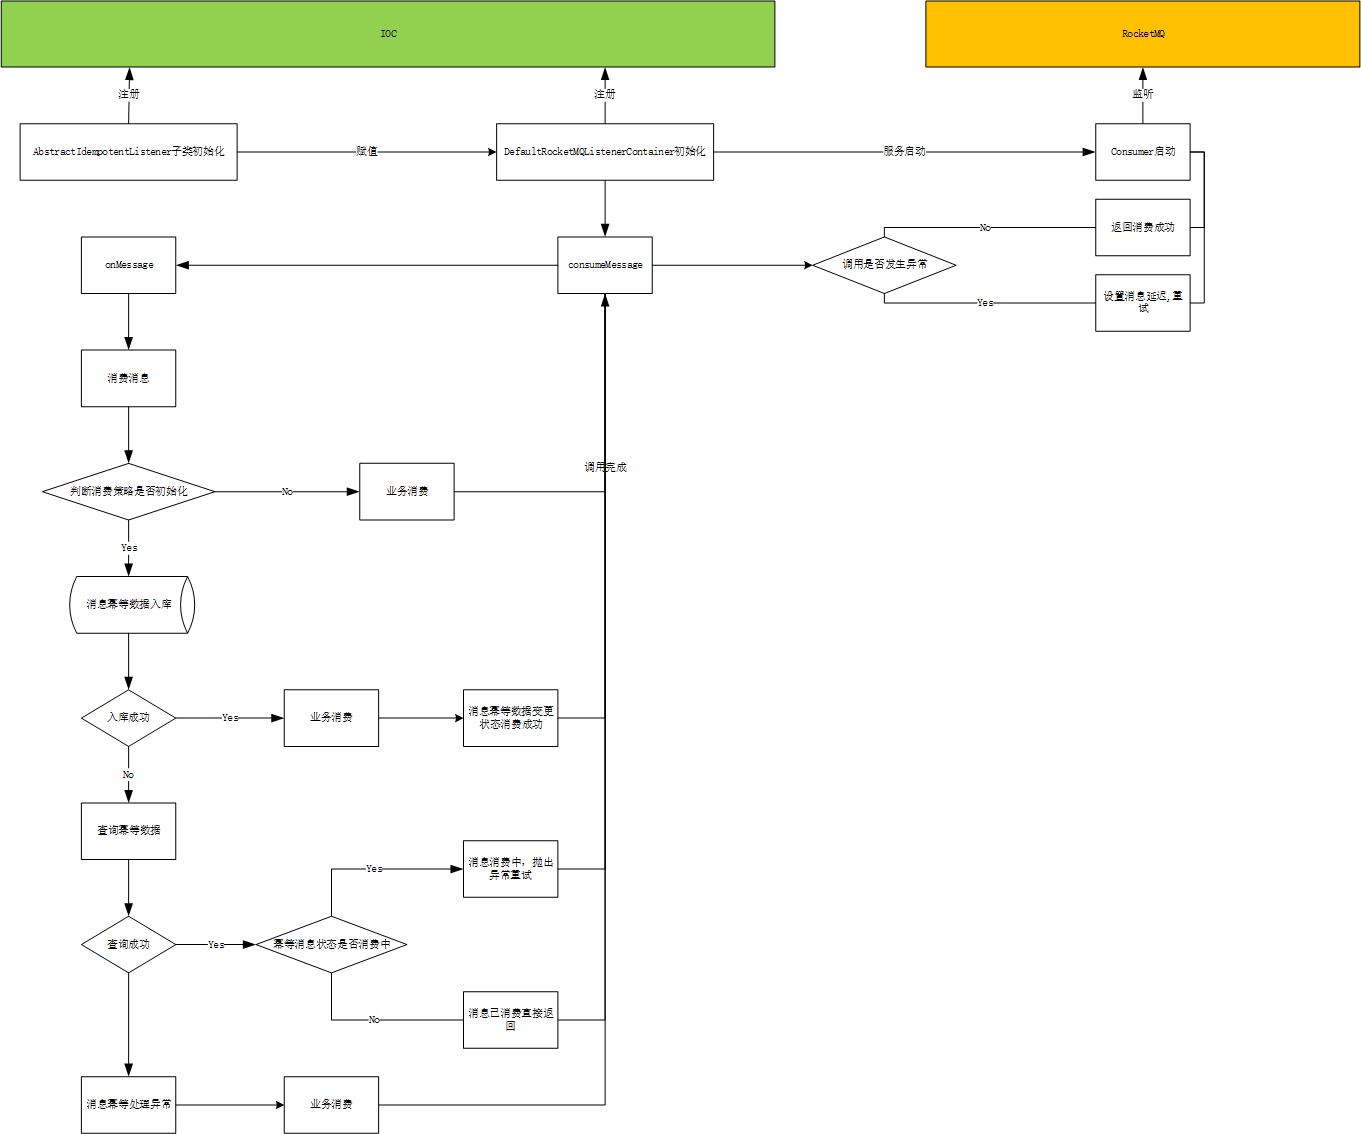 IOC
RocketMQ
注册
注册
监听
AbstractIdempotentListener子类初始化
赋值
DefaultRocketMQListenerContainer初始化
服务启动
Consumer启动
No
返回消费成功
onMessage
consumeMessage
调用是否发生异常
Yes
设置消息延迟,重
试
消费消息
调用完成
判断消费策略是否初始化
No
业务消费
Yes
消息幂等数据入库
入库成功
Yes
业务消费
消息幂等数据变更
状态消费成功
No
查询幂等数据
Yes
消息消费中，抛出
异常重试
查询成功
Yes
幂等消息状态是否消费中
No
消息已消费直接返
回
消息幂等处理异常
业务消费